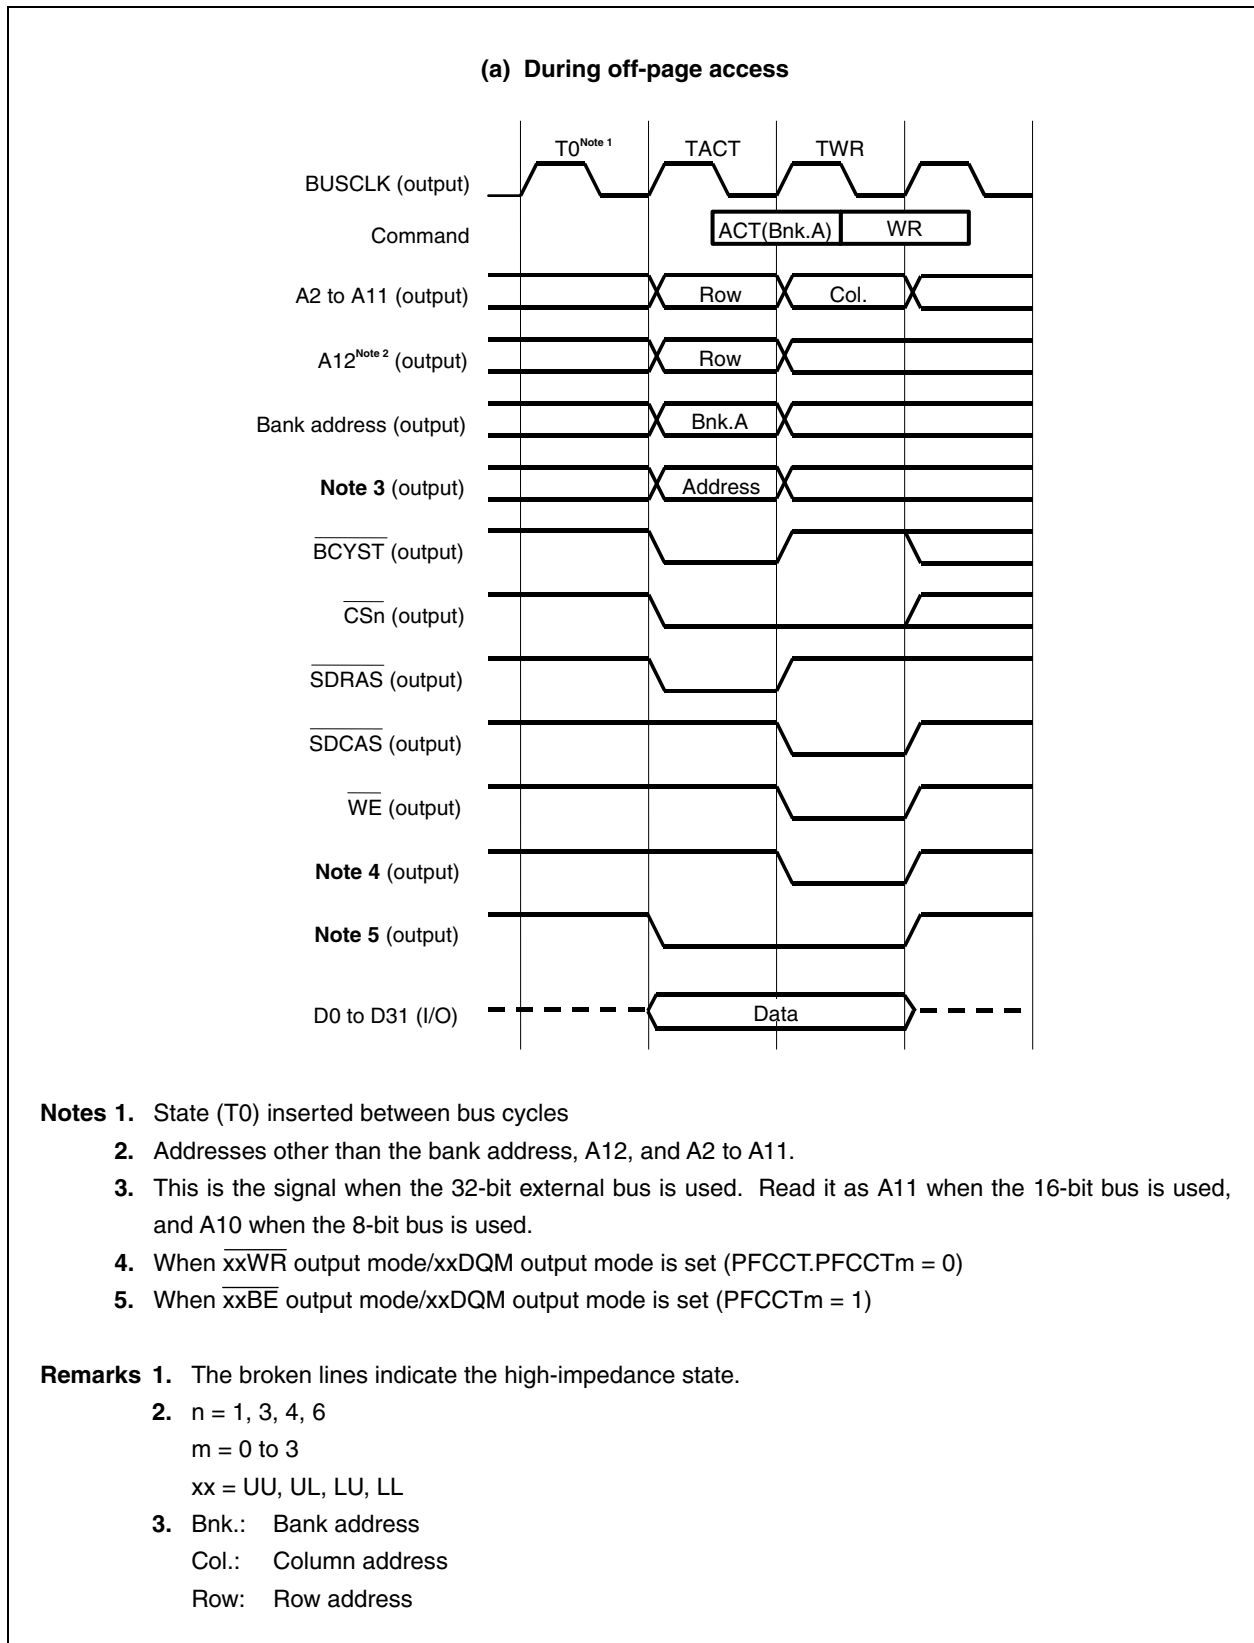 (a) During off-page access
T0Note 1 TACT TWR
BUSCLK (output)
Command ACT(Bnk.A) WR
A2 to A11 (output) Row Col.
A12Note 2 (output) Row
Bank address (output) Bnk.A
Note 3 (output) Address
BCYST (output)
CSn (output)
SDRAS (output)
SDCAS (output)
WE (output)
Note 4 (output)
Note 5 (output)
D0 to D31 (I/O) Data
Notes 1. State (T0) inserted between bus cycles
2. Addresses other than the bank address, A12, and A2 to A11.
3. This is the signal when the 32-bit external bus is used. Read it as A11 when the 16-bit bus is used,
and A10 when the 8-bit bus is used.
4. When xxWR output mode/xxDQM output mode is set (PFCCT.PFCCTm = 0)
5. When xxBE output mode/xxDQM output mode is set (PFCCTm = 1)
Remarks 1. The broken lines indicate the high-impedance state.
2. n = 1, 3, 4, 6
m = 0 to 3
xx = UU, UL, LU, LL
3. Bnk.: Bank address
Col.: Column address
Row: Row address